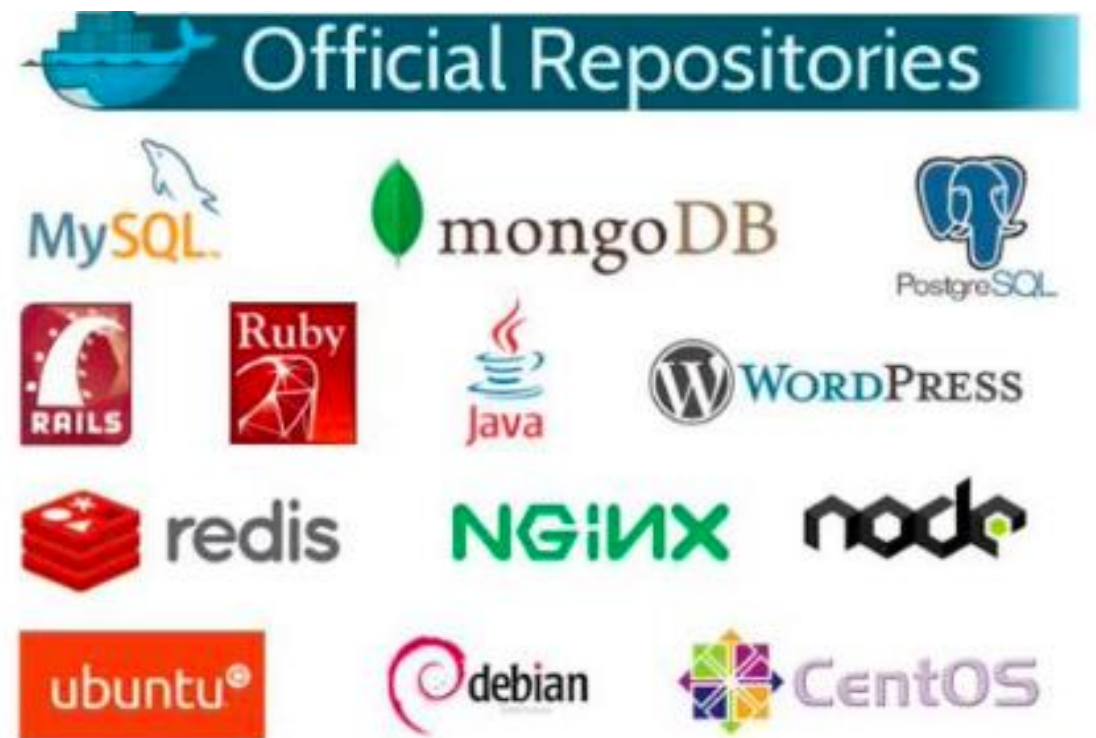 Official Repositories
MySQL
mongoDB
PostgreSQL
RAILS
Ruby
Java
WORDPRESS
redis
NGiNX
node
ubuntu
debian
CentOS